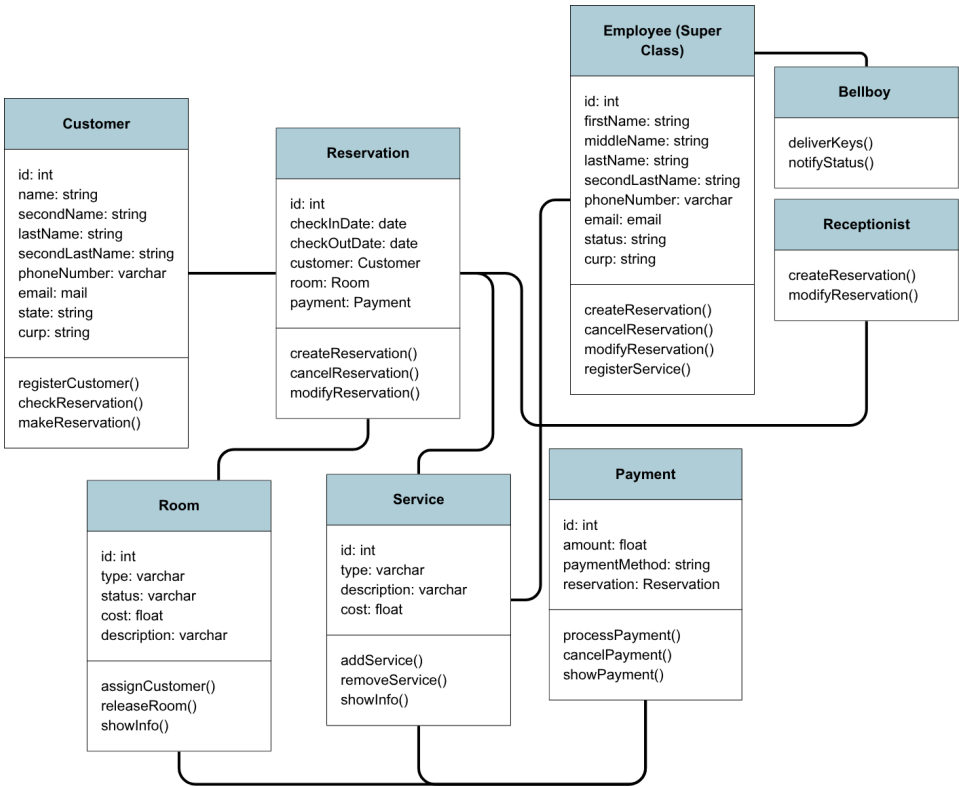 Customer
id: int
name: string
secondName: string
lastName: string
secondLastName: string
phoneNumber: varchar
email: mail
state: string
curp: string
registerCustomer()
checkReservation()
makeReservation()
Reservation
id: int
checkInDate: date
checkOutDate: date
customer: Customer
room: Room
payment: Payment
createReservation()
cancelReservation()
modifyReservation()
Employee (Super
Class)
id: int
firstName: string
middleName: string
lastName: string
secondLastName: string
phoneNumber: varchar
email: email
status: string
curp: string
createReservation()
cancelReservation()
modifyReservation()
registerService()
Bellboy
deliverKeys()
notifyStatus()
Receptionist
createReservation()
modifyReservation()
Room
id: int
type: varchar
status: varchar
cost: float
description: varchar
assignCustomer()
releaseRoom()
showInfo()
Service
id: int
type: varchar
description: varchar
cost: float
addService()
removeService()
showInfo()
Payment
id: int
amount: float
paymentMethod: string
reservation: Reservation
processPayment()
cancelPayment()
showPayment()